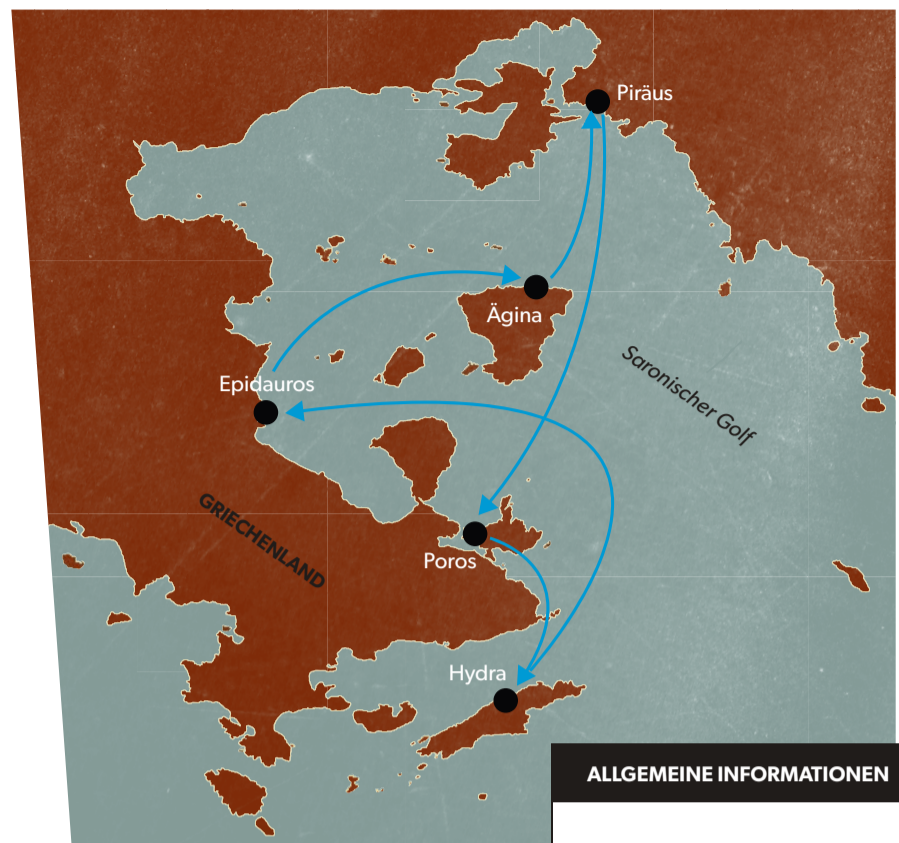 Piräus
Ägina
Saronischer Golf
Epidauros
GRIECHENLAND
Poros
Hydra
ALLGEMEINE INFORMATIONEN